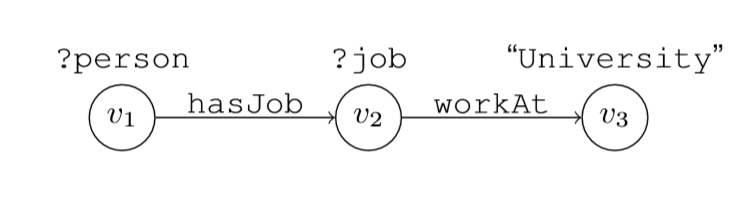 ?person ?job “University”
v1 hasJob v2 workAt v3